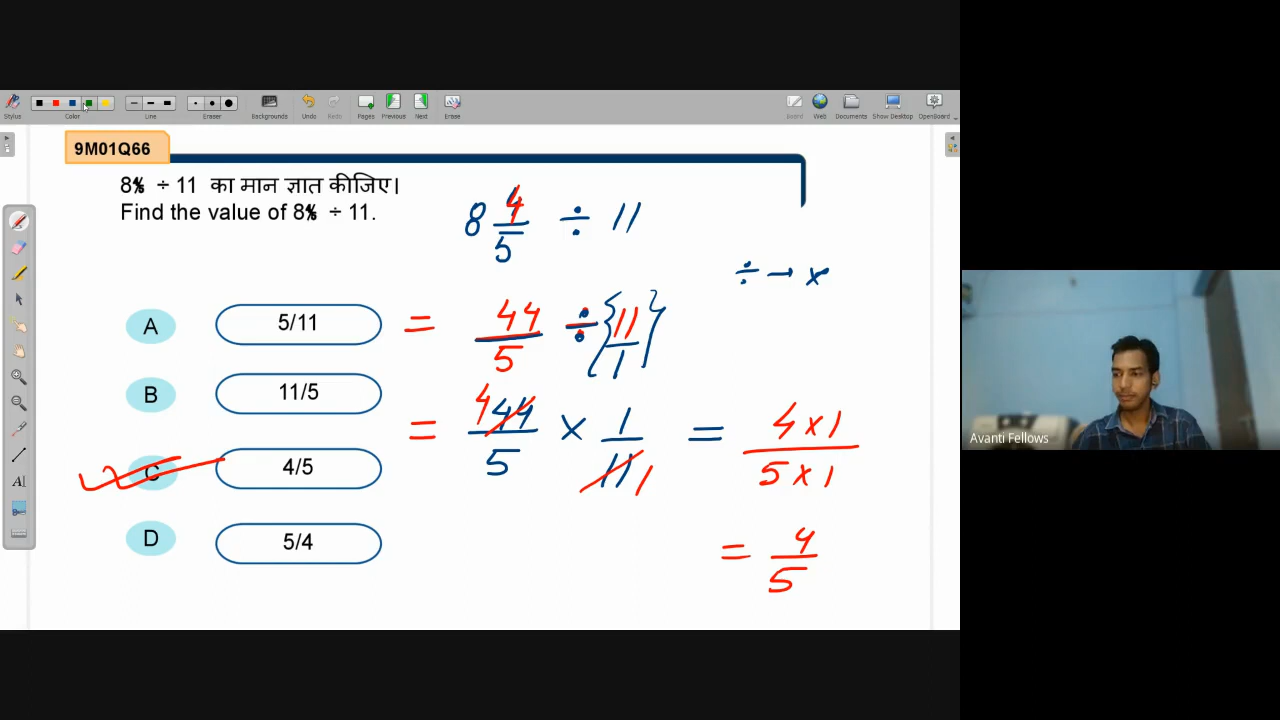 Stylus
Color
Line
Eraser
Backgrounds
Undo
Redo
Pages
Previous
Next
Erase
Board
Web
Documents
Show Desktop
OpenBoard
9M01Q66
8⅘ ÷ 11 का मान ज्ञात कीजिए।
Find the value of 8⅘ ÷ 11.
8 4/5 ÷ 11
÷ → ×
A 5/11
= 44/5 ÷ {11/1}
B 11/5
= 4 44/5 × 1/11 1 = 4×1/5×1
C 4/5
D 5/4
= 4/5
Avanti Fellows